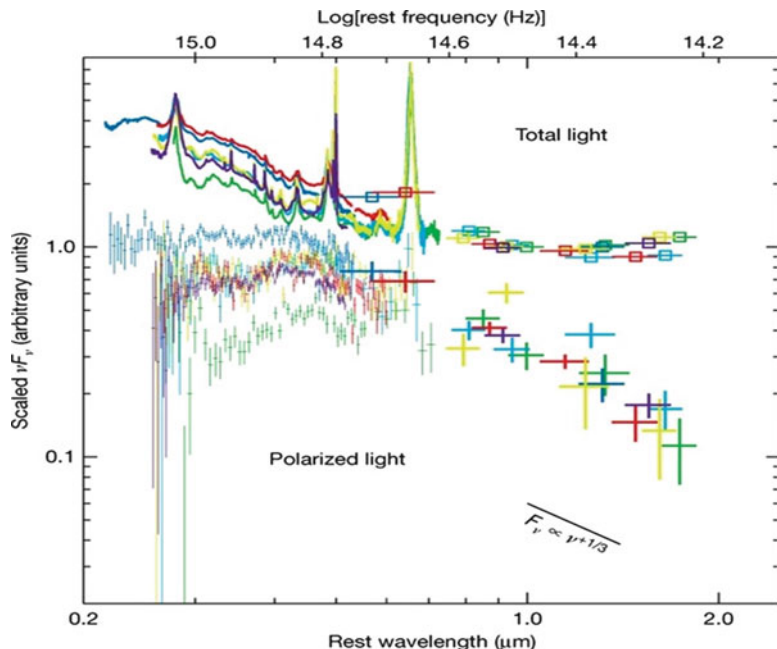 Log[rest frequency (Hz)]
15.0 14.8 14.6 14.4 14.2
Total light
1.0
Scaled νFν (arbitrary units)
0.1
Polarized light
Fν ∝ ν+1/3
0.2 1.0 2.0
Rest wavelength (μm)